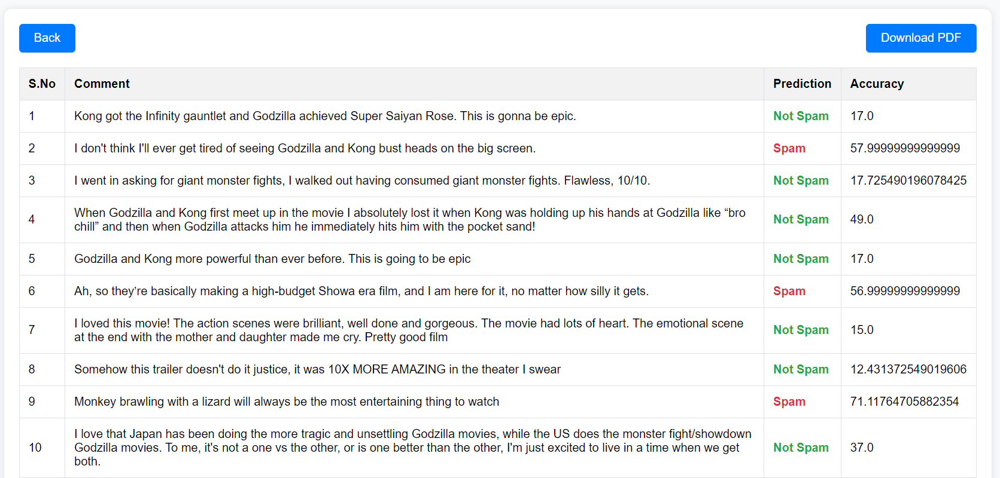 Back
Download PDF
S.No Comment Prediction Accuracy
1 Kong got the Infinity gauntlet and Godzilla achieved Super Saiyan Rose. This is gonna be epic. Not Spam 17.0
2 I don't think I'll ever get tired of seeing Godzilla and Kong bust heads on the big screen. Spam 57.99999999999999
3 I went in asking for giant monster fights, I walked out having consumed giant monster fights. Flawless, 10/10. Not Spam 17.725490196078425
4 When Godzilla and Kong first meet up in the movie I absolutely lost it when Kong was holding up his hands at Godzilla like “bro
chill” and then when Godzilla attacks him he immediately hits him with the pocket sand! Not Spam 49.0
5 Godzilla and Kong more powerful than ever before. This is going to be epic Not Spam 17.0
6 Ah, so they’re basically making a high-budget Showa era film, and I am here for it, no matter how silly it gets. Spam 56.99999999999999
7 I loved this movie! The action scenes were brilliant, well done and gorgeous. The movie had lots of heart. The emotional scene
at the end with the mother and daughter made me cry. Pretty good film Not Spam 15.0
8 Somehow this trailer doesn't do it justice, it was 10X MORE AMAZING in the theater I swear Not Spam 12.431372549019606
9 Monkey brawling with a lizard will always be the most entertaining thing to watch Spam 71.11764705882354
10 I love that Japan has been doing the more tragic and unsettling Godzilla movies, while the US does the monster fight/showdown
Godzilla movies. To me, it's not a one vs the other, or is one better than the other, I'm just excited to live in a time when we get
both. Not Spam 37.0